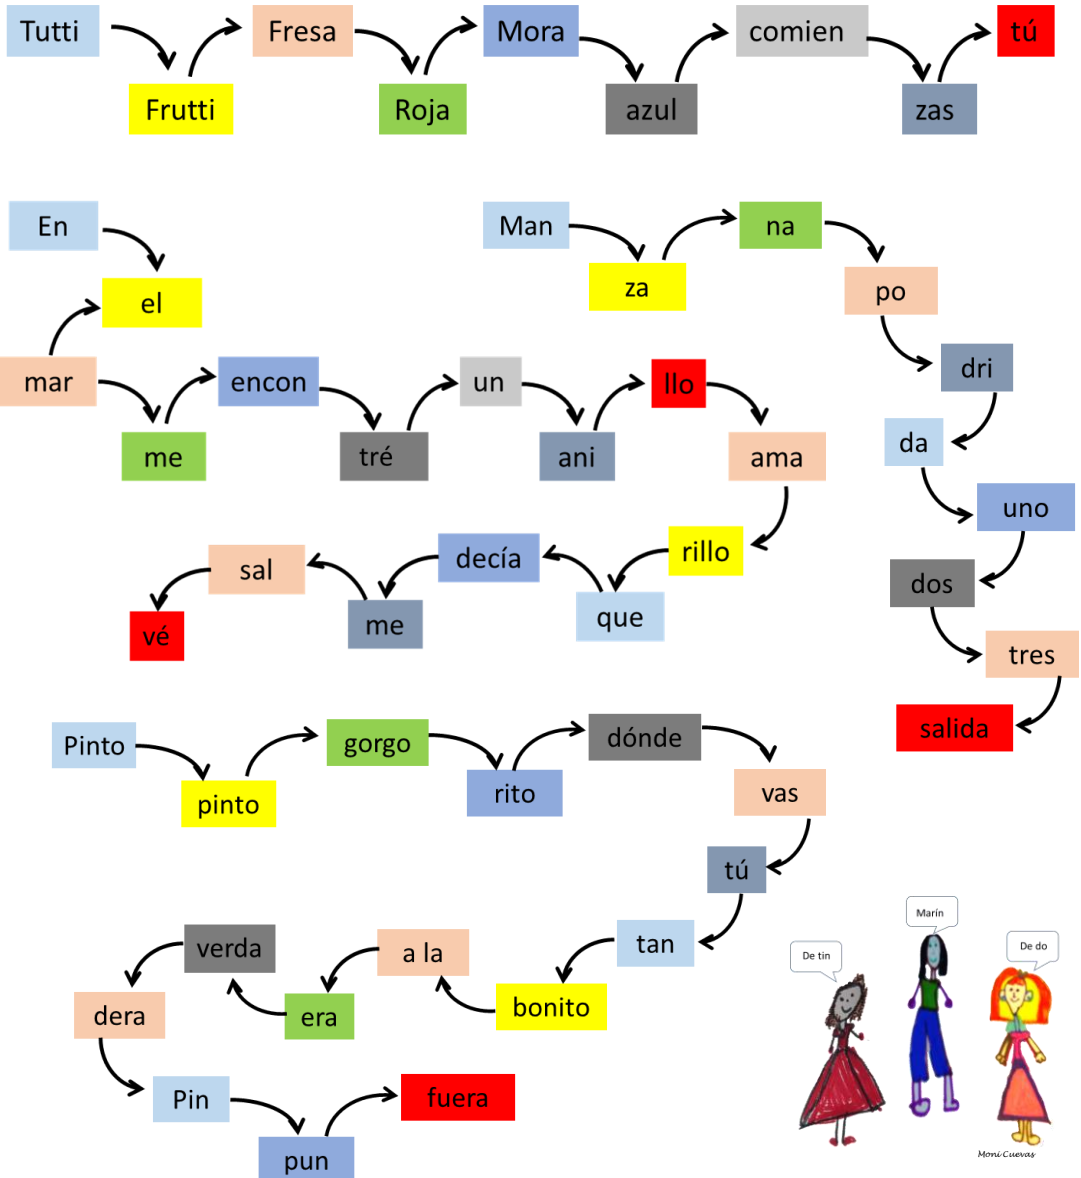 Tutti
Frutti
Fresa
Roja
Mora
azul
comien
zas
tú
En
el
mar
me
encon
tré
un
ani
llo
ama
rillo
que
decía
me
sal
vé
Man
za
na
po
dri
da
uno
dos
tres
salida
Pinto
pinto
gorgo
rito
dónde
vas
tú
tan
bonito
a la
era
verda
dera
Pin
pun
fuera
De tin
Marín
De do
Moni Cuevas